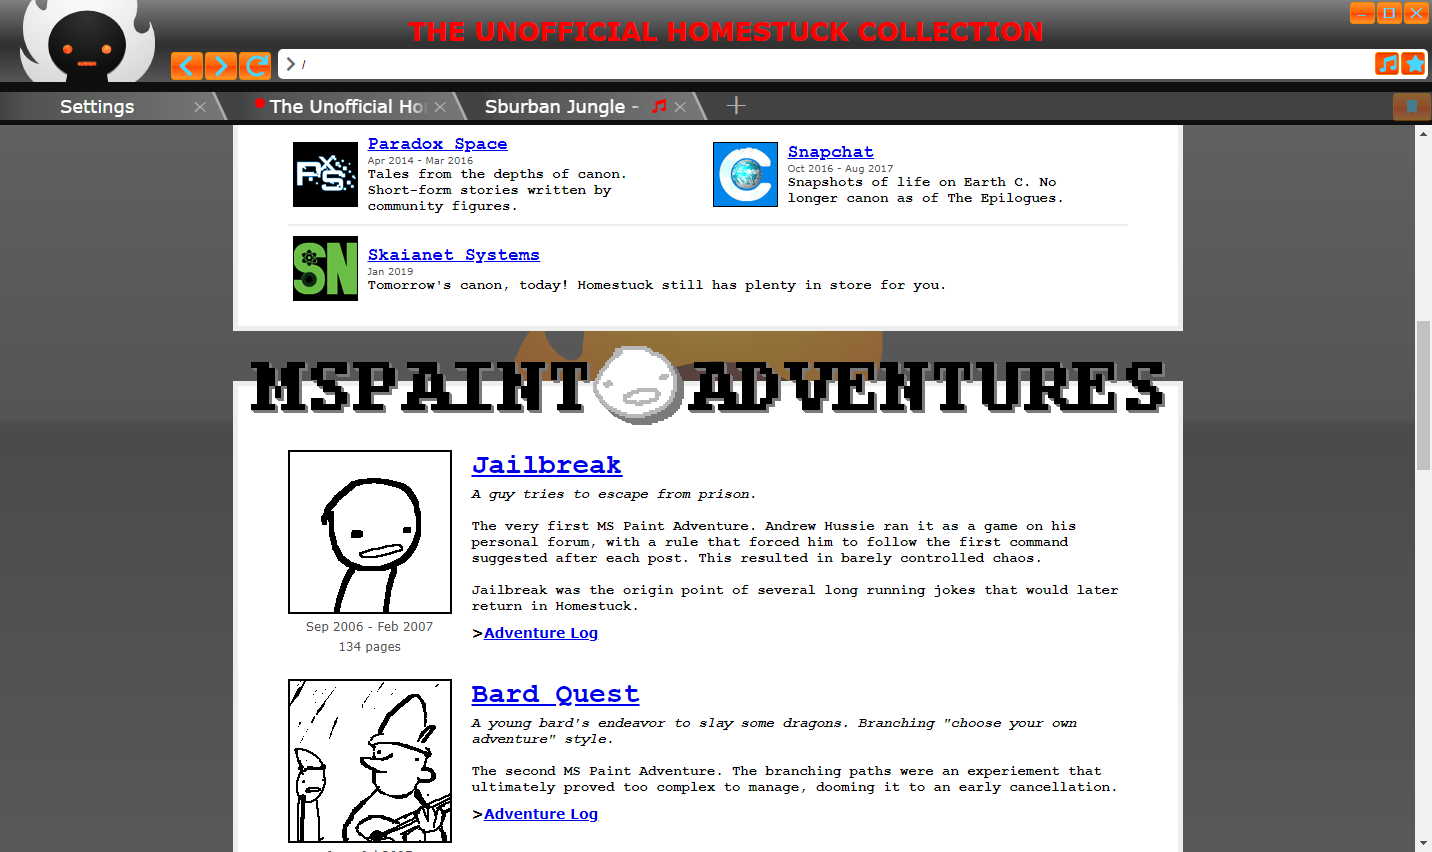 THE UNOFFICIAL HOMESTUCK COLLECTION
/
Settings
The Unofficial Ho
Sburban Jungle -
Paradox Space
Apr 2014 - Mar 2016
Tales from the depths of canon.
Short-form stories written by
community figures.
Snapchat
Oct 2016 - Aug 2017
Snapshots of life on Earth C. No
longer canon as of The Epilogues.
SN
Skaianet Systems
Jan 2019
Tomorrow's canon, today! Homestuck still has plenty in store for you.
MSPAINT ADVENTURES
Jailbreak
A guy tries to escape from prison.
The very first MS Paint Adventure. Andrew Hussie ran it as a game on his
personal forum, with a rule that forced him to follow the first command
suggested after each post. This resulted in barely controlled chaos.
Jailbreak was the origin point of several long running jokes that would later
return in Homestuck.
>Adventure Log
Sep 2006 - Feb 2007
134 pages
Bard Quest
A young bard's endeavor to slay some dragons. Branching "choose your own
adventure" style.
The second MS Paint Adventure. The branching paths were an experiement that
ultimately proved too complex to manage, dooming it to an early cancellation.
>Adventure Log